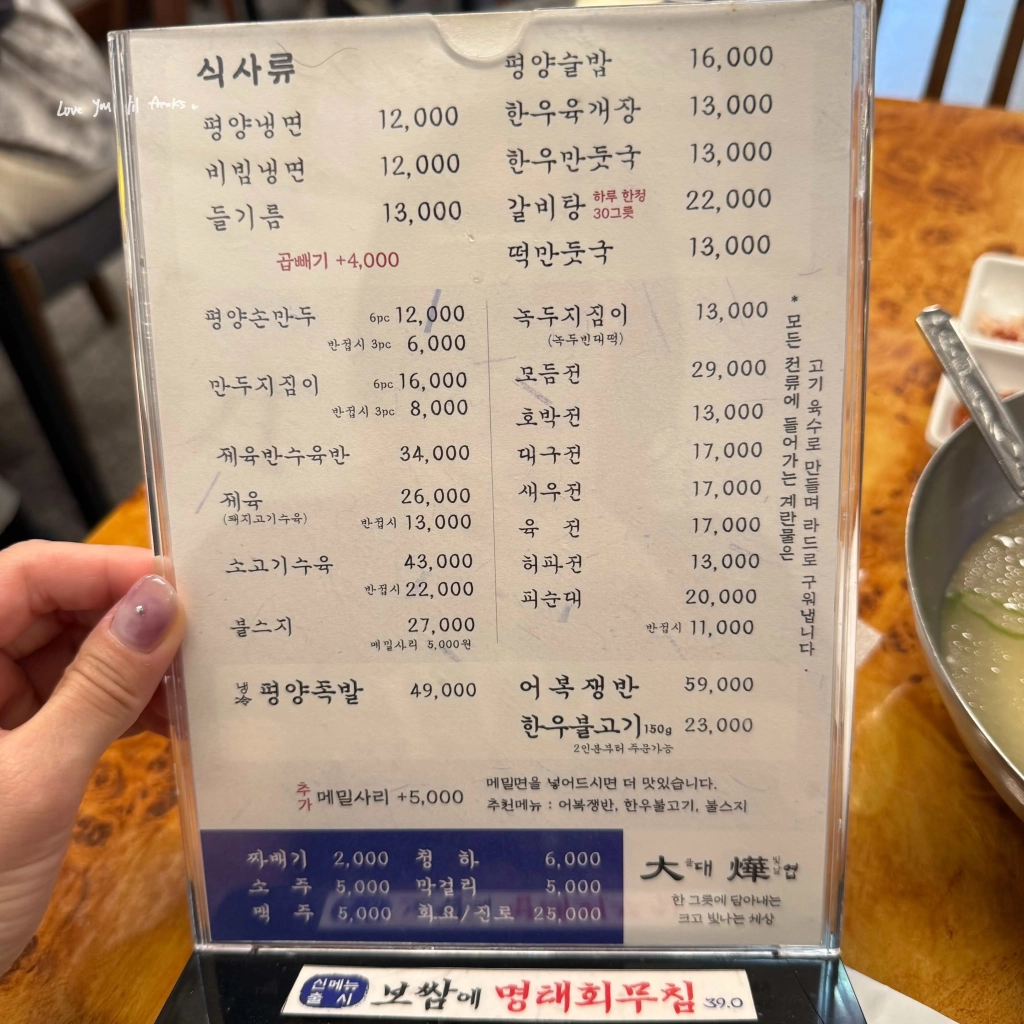 식사류
평양냉면 12,000
비빔냉면 12,000
들기름 13,000
곱빼기 +4,000
평양술밥 16,000
한우육개장 13,000
한우만둣국 13,000
갈비탕 하루 한정 30그릇 22,000
떡만둣국 13,000
평양손만두 6pc 12,000
반접시 3pc 6,000
만두지짐이 6pc 16,000
반접시 3pc 8,000
제육반수육반 34,000
제육 26,000
(돼지고기수육) 반접시 13,000
소고기수육 43,000
반접시 22,000
불스지 27,000
메밀사리 5,000원
녹두지짐이 13,000
(녹두빈대떡)
모듬전 29,000
호박전 13,000
대구전 17,000
새우전 17,000
육 전 17,000
허파전 13,000
피순대 20,000
반접시 11,000
*모든 전류에 들어가는 계란물은
고기 육수로 만들며 라드로 구워냅니다.
냉冷 평양족발 49,000
어복쟁반 59,000
한우불고기 150g 23,000
2인분부터 주문가능
추가 메밀사리 +5,000
메밀면을 넣어드시면 더 맛있습니다.
추천메뉴 : 어복쟁반, 한우불고기, 불스지
짜배기 2,000 청 하 6,000
소 주 5,000 막걸리 5,000
맥 주 5,000 화요/진로 25,000
大 대 燁 엽
한 그릇에 담아내는
크고 빛나는 세상
신메뉴
출시
보쌈에 명태회무침 39.0
Love you